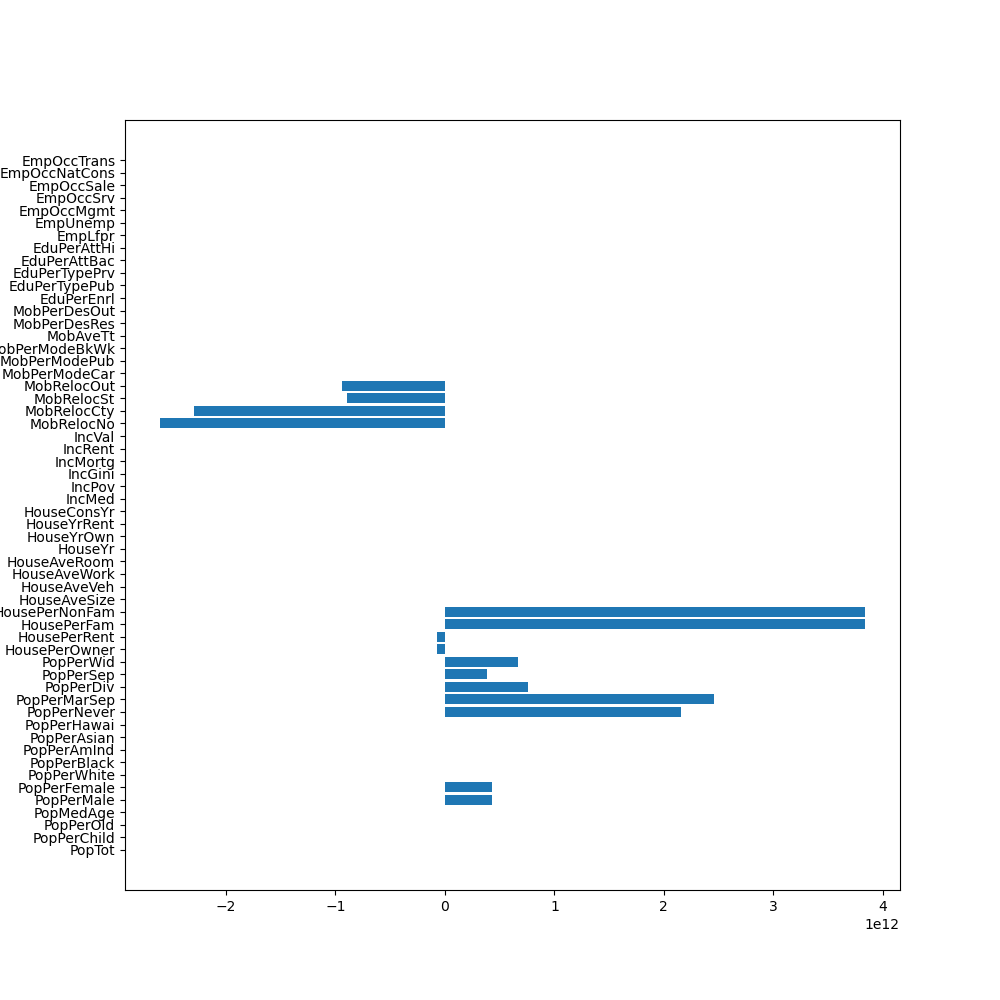 EmpOccTrans
EmpOccNatCons
EmpOccSale
EmpOccSrv
EmpOccMgmt
EmpUnemp
EmpLfpr
EduPerAttHi
EduPerAttBac
EduPerTypePrv
EduPerTypePub
EduPerEnrl
MobPerDesOut
MobPerDesRes
MobAveTt
obPerModeBkWk
MobPerModePub
MobPerModeCar
MobRelocOut
MobRelocSt
MobRelocCty
MobRelocNo
IncVal
IncRent
IncMortg
IncGini
IncPov
IncMed
HouseConsYr
HouseYrRent
HouseYrOwn
HouseYr
HouseAveRoom
HouseAveWork
HouseAveVeh
HouseAveSize
HousePerNonFam
HousePerFam
HousePerRent
HousePerOwner
PopPerWid
PopPerSep
PopPerDiv
PopPerMarSep
PopPerNever
PopPerHawai
PopPerAsian
PopPerAmInd
PopPerBlack
PopPerWhite
PopPerFemale
PopPerMale
PopMedAge
PopPerOld
PopPerChild
PopTot
−2 −1 0 1 2 3 4
1e12